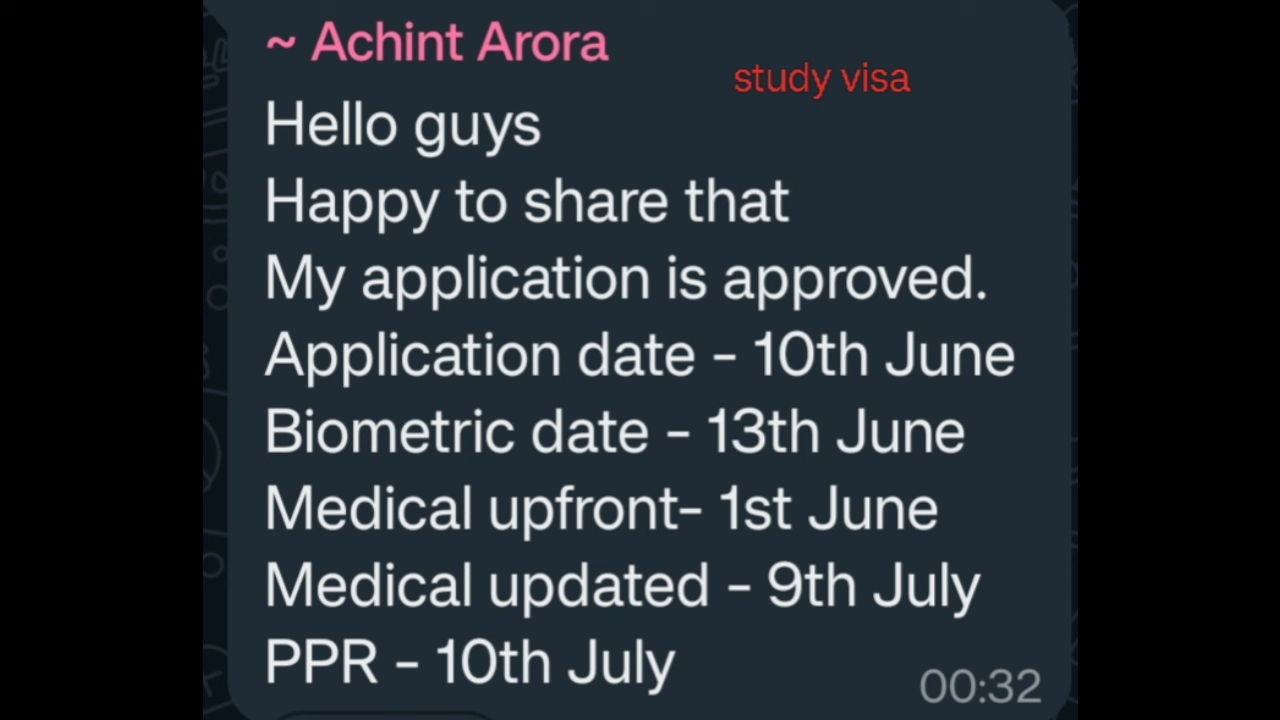 ~ Achint Arora
study visa
Hello guys
Happy to share that
My application is approved.
Application date - 10th June
Biometric date - 13th June
Medical upfront- 1st June
Medical updated - 9th July
PPR - 10th July
00:32